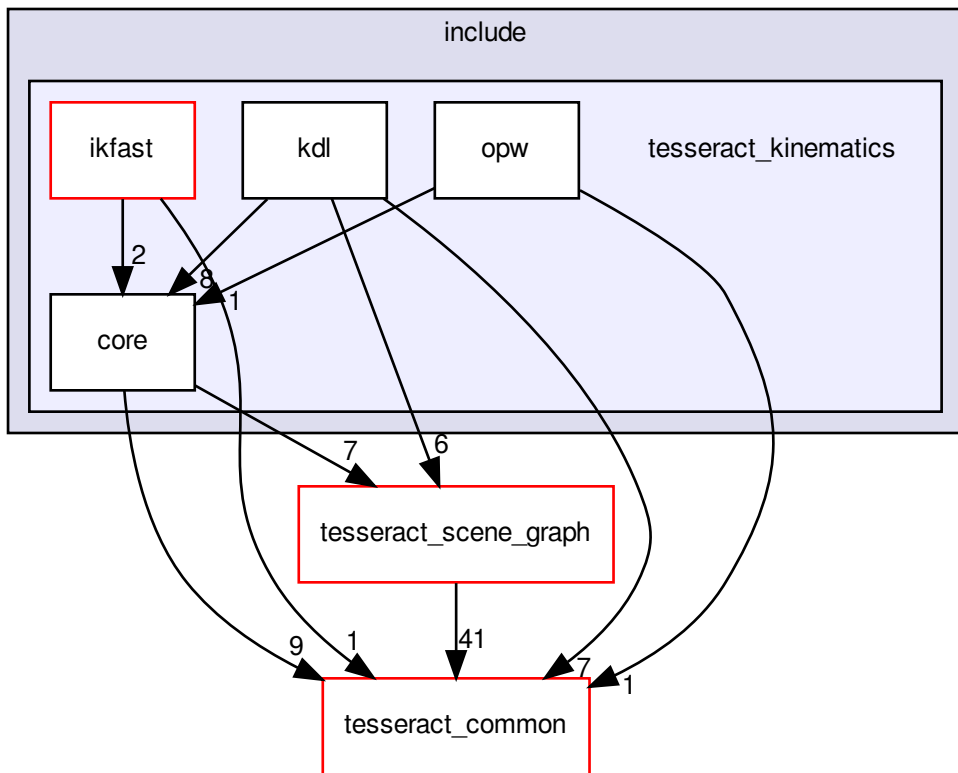 include
ikfast
kdl
opw
tesseract_kinematics
2
8
1
core
7
6
tesseract_scene_graph
9
1
41
7
1
tesseract_common